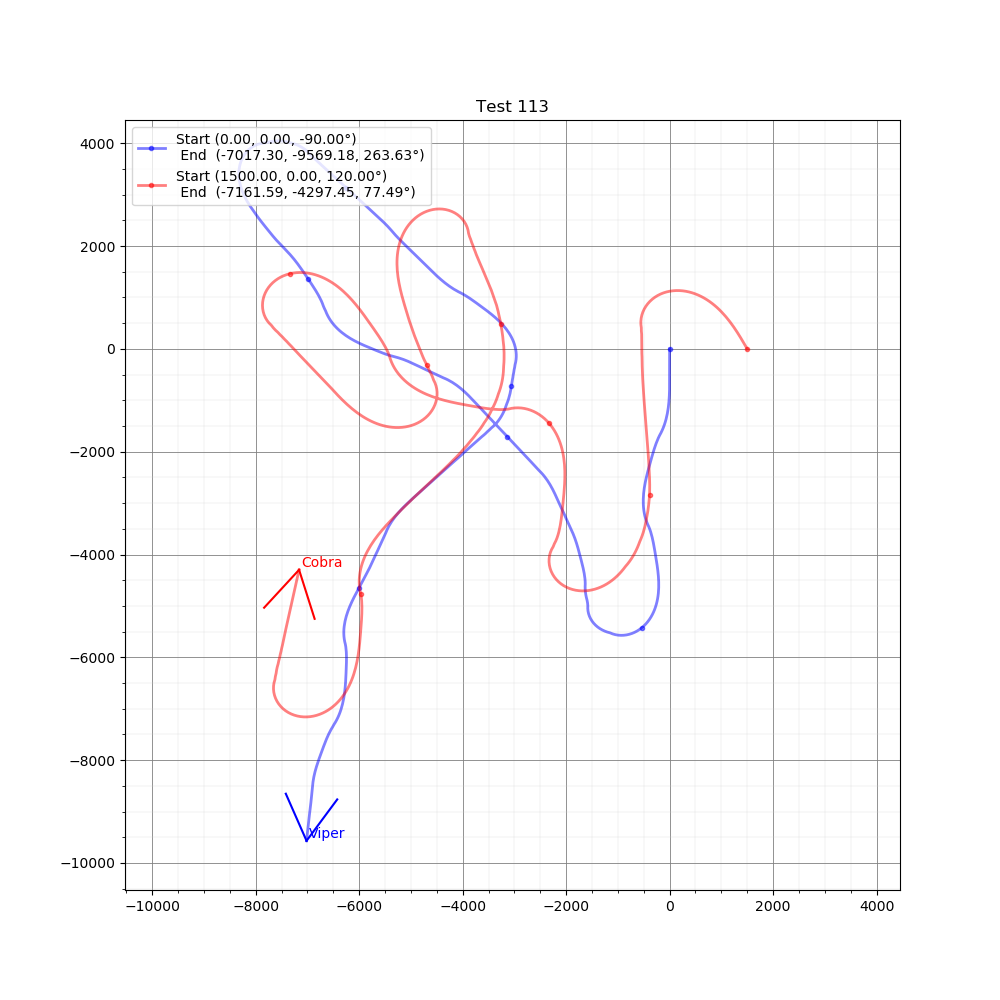 Test 113
Start (0.00, 0.00, -90.00°)
End (-7017.30, -9569.18, 263.63°)
Start (1500.00, 0.00, 120.00°)
End (-7161.59, -4297.45, 77.49°)
4000
2000
0
−2000
−4000
−6000
−8000
−10000
Cobra
Viper
−10000 −8000 −6000 −4000 −2000 0 2000 4000